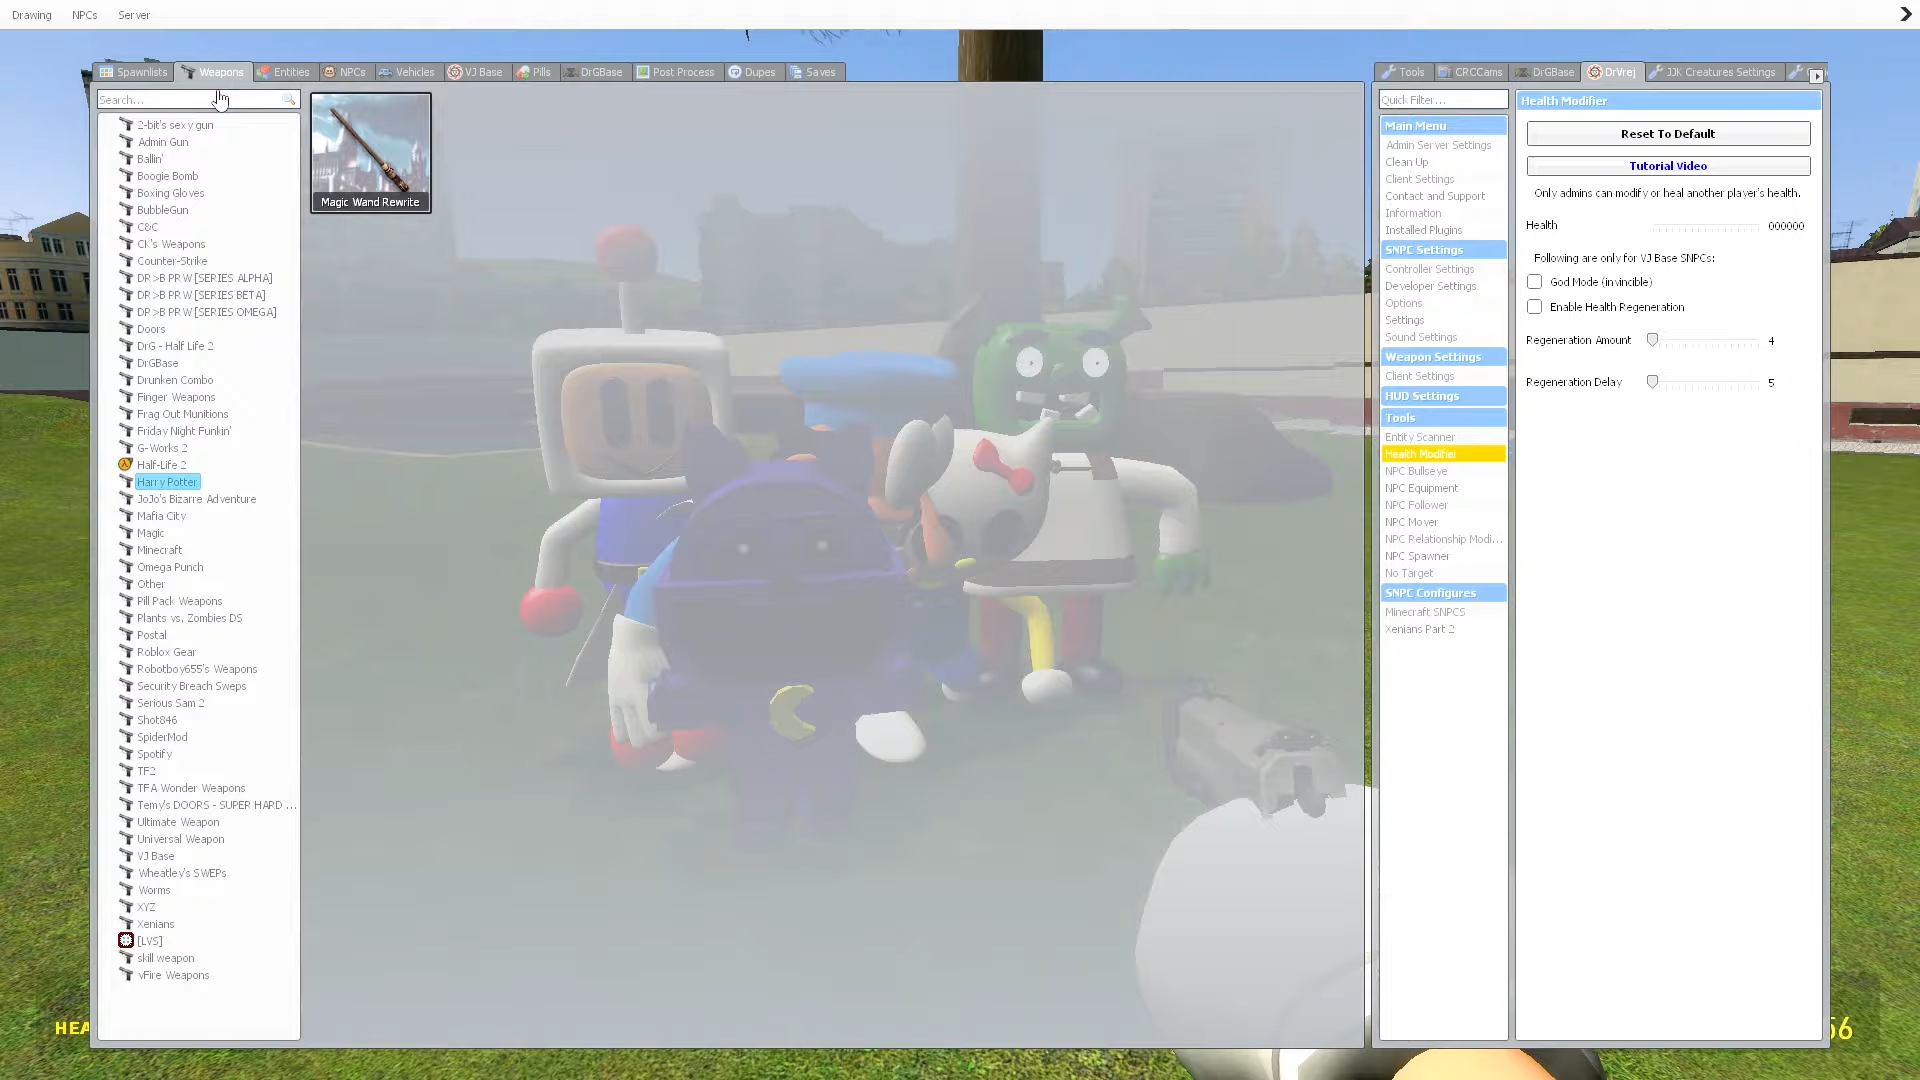 Drawing NPCs Server
Spawnlists Weapons Entities NPCs Vehicles VJ Base Pills DrGBase Post Process Dupes Saves
Search...
2-bit's sexy gun
Admin Gun
Ballin'
Boogie Bomb
Boxing Gloves
BubbleGun
C&C
CK's Weapons
Counter-Strike
DR >B PR W [SERIES ALPHA]
DR >B PR W [SERIES BETA]
DR >B PR W [SERIES OMEGA]
Doors
DrG - Half Life 2
DrGBase
Drunken Combo
Finger Weapons
Frag Out Munitions
Friday Night Funkin'
G-Works 2
Half-Life 2
Harry Potter
JoJo's Bizarre Adventure
Mafia City
Magic
Minecraft
Omega Punch
Other
Pill Pack Weapons
Plants vs. Zombies DS
Postal
Roblox Gear
Robotboy655's Weapons
Security Breach Sweps
Serious Sam 2
Shot846
SpiderMod
Spotify
TF2
TFA Wonder Weapons
Temy's DOORS - SUPER HARD ...
Ultimate Weapon
Universal Weapon
VJ Base
Wheatley's SWEPs
Worms
XYZ
Xenians
[LVS]
skill weapon
vFire Weapons
Magic Wand Rewrite
Tools CRCCams DrGBase DrVrej JJK Creatures Settings
Quick Filter...
Main Menu
Admin Server Settings
Clean Up
Client Settings
Contact and Support
Information
Installed Plugins
SNPC Settings
Controller Settings
Developer Settings
Options
Settings
Sound Settings
Weapon Settings
Client Settings
HUD Settings
Tools
Entity Scanner
Health Modifier
NPC Bullseye
NPC Equipment
NPC Follower
NPC Mover
NPC Relationship Modi...
NPC Spawner
No Target
SNPC Configures
Minecraft SNPCS
Xenians Part 2
Health Modifier
Reset To Default
Tutorial Video
Only admins can modify or heal another player's health.
Health 000000
Following are only for VJ Base SNPCs:
God Mode (invincible)
Enable Health Regeneration
Regeneration Amount 4
Regeneration Delay 5
HEA
56